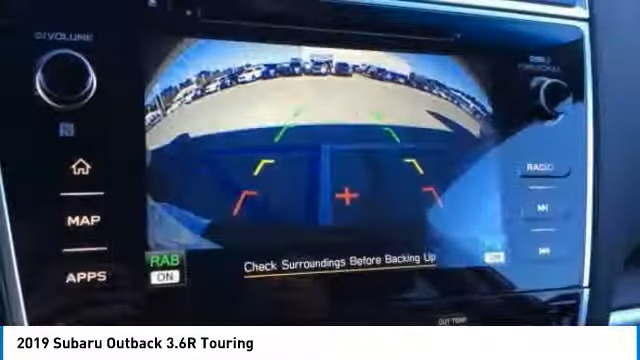 VOLUME
MAP
APPS
RADIO
RAB
ON
Check Surroundings Before Backing Up
2019 Subaru Outback 3.6R Touring